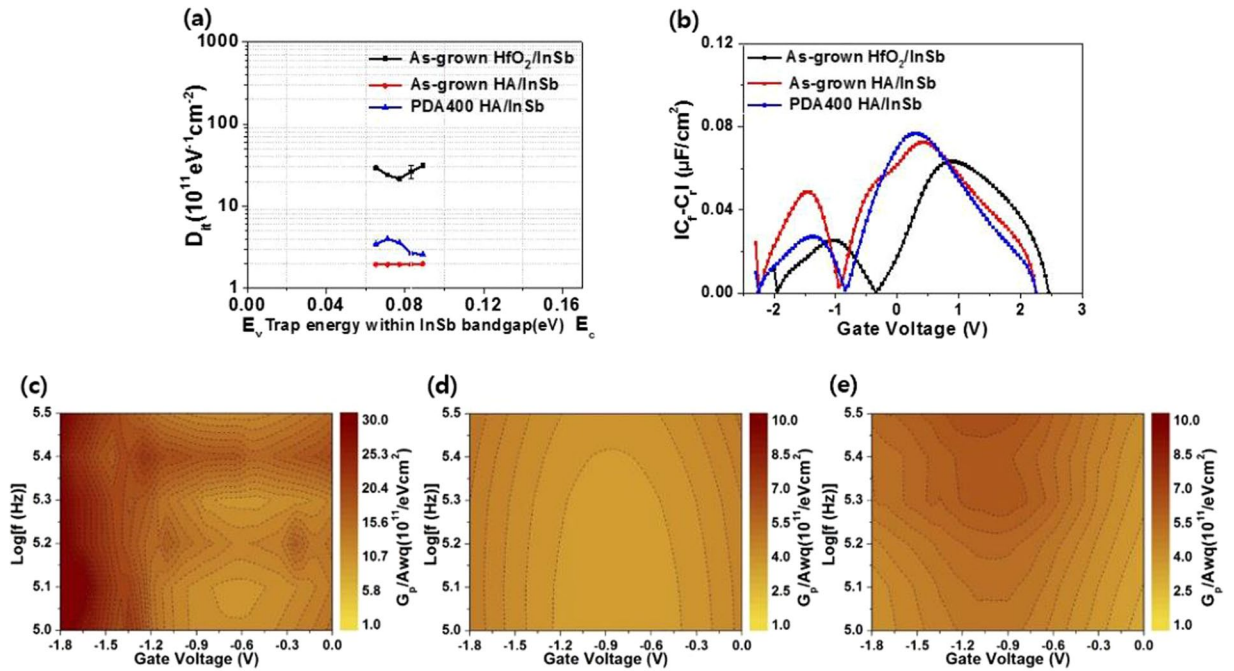 (a)
1000
100
10
1
D_it (10^11 eV^-1 cm^-2)
As-grown HfO₂/InSb
As-grown HA/InSb
PDA400 HA/InSb
0.00 0.04 0.08 0.12 0.16
E_v Trap energy within InSb bandgap(eV) E_c
(b)
0.12
0.08
0.04
0.00
IC_f-C_rI (µF/cm²)
As-grown HfO₂/InSb
As-grown HA/InSb
PDA400 HA/InSb
-2 -1 0 1 2 3
Gate Voltage (V)
(c)
5.5
5.4
5.3
5.2
5.1
5.0
Log[f (Hz)]
-1.8 -1.5 -1.2 -0.9 -0.6 -0.3 0.0
Gate Voltage (V)
30.0
25.3
20.4
15.6
10.7
5.8
1.0
G_p/Awq(10^11/eVcm²)
(d)
5.5
5.4
5.3
5.2
5.1
5.0
Log[f (Hz)]
-1.8 -1.5 -1.2 -0.9 -0.6 -0.3 0.0
Gate Voltage (V)
10.0
8.5
7.0
5.5
4.0
2.5
1.0
G_p/Awq(10^11/eVcm²)
(e)
5.5
5.4
5.3
5.2
5.1
5.0
Log[f (Hz)]
-1.8 -1.5 -1.2 -0.9 -0.6 -0.3 0.0
Gate Voltage (V)
10.0
8.5
7.0
5.5
4.0
2.5
1.0
G_p/Awq(10^11/eVcm²)